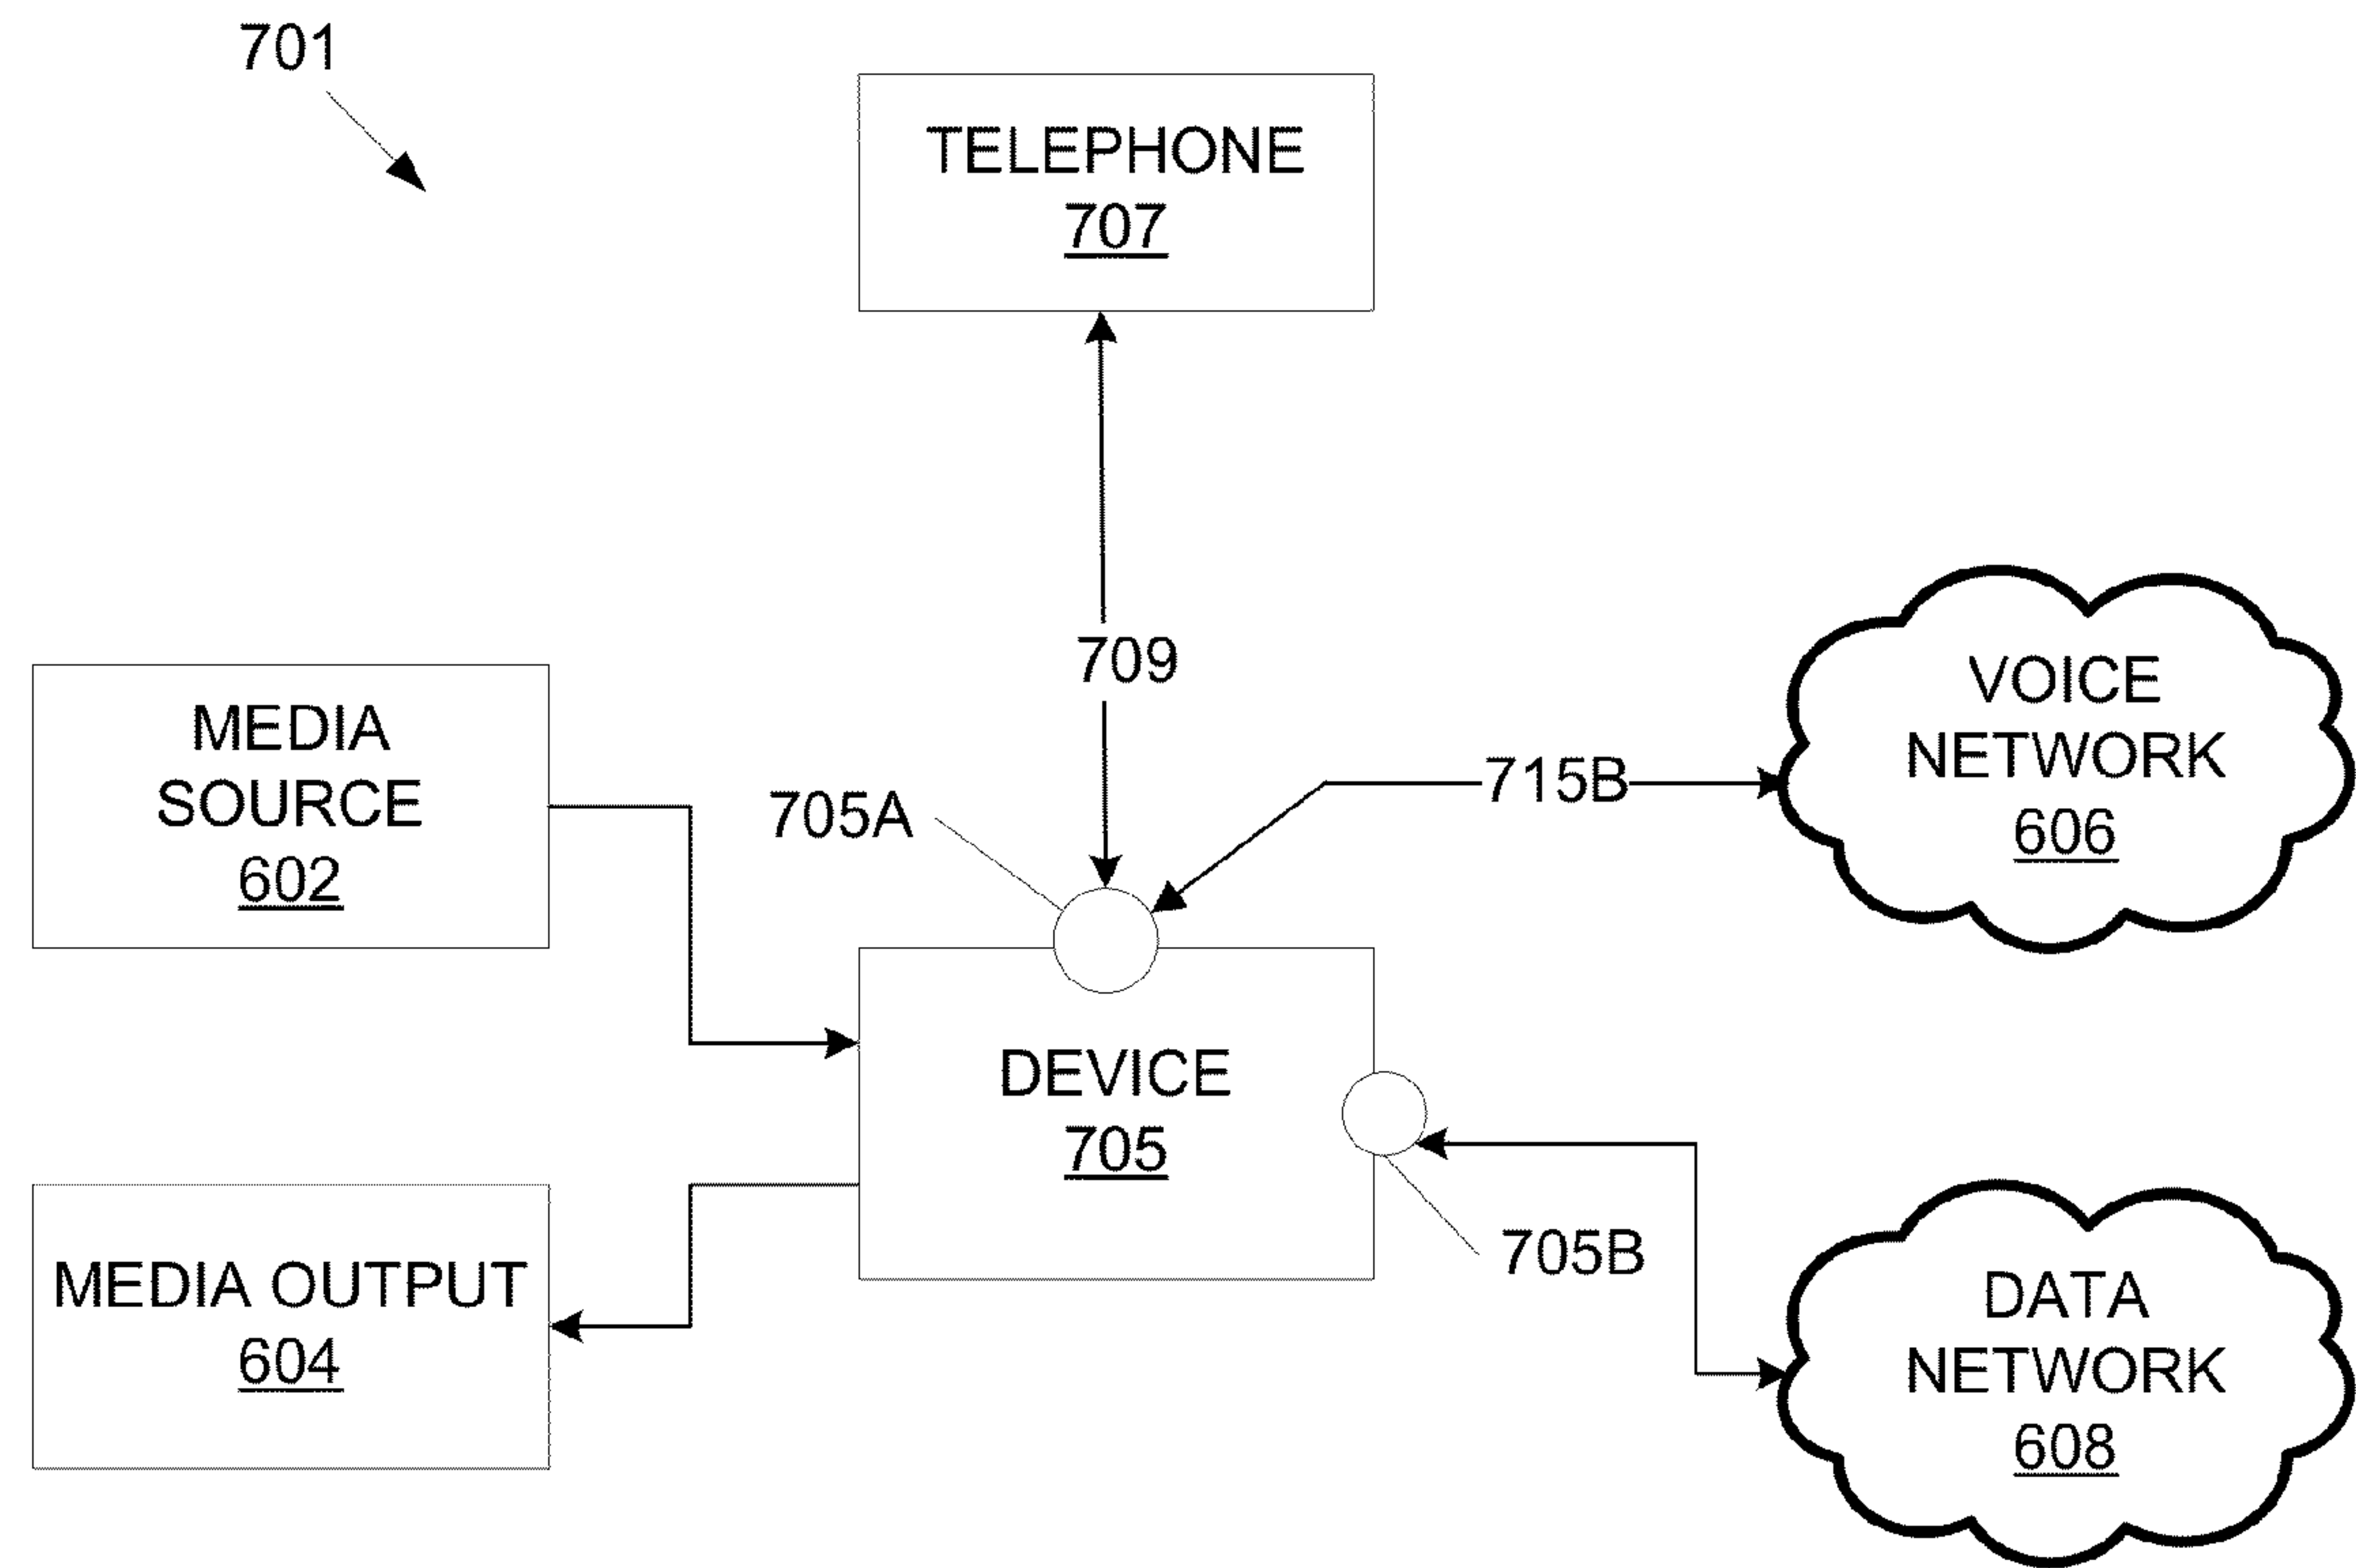 701
TELEPHONE
707
709
MEDIA
SOURCE
602
705A
715B
VOICE
NETWORK
606
DEVICE
705
705B
MEDIA OUTPUT
604
DATA
NETWORK
608